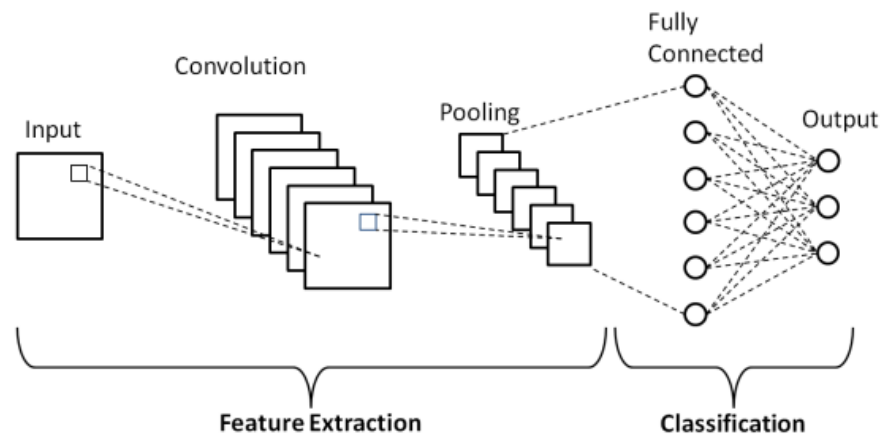 Input
Convolution
Pooling
Fully
Connected
Output
Feature Extraction
Classification